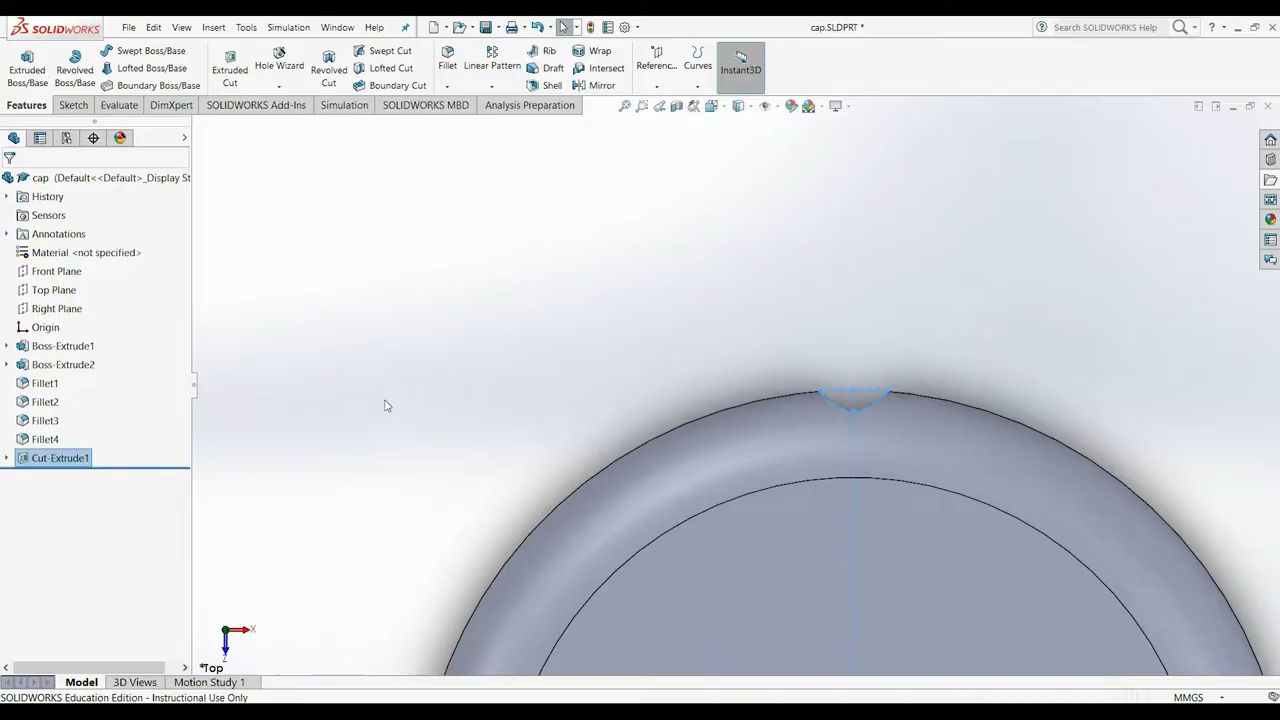 SOLIDWORKS File Edit View Insert Tools Simulation Window Help cap.SLDPRT * Search SOLIDWORKS Help
Extruded Boss/Base
Revolved Boss/Base
Swept Boss/Base
Lofted Boss/Base
Boundary Boss/Base
Extruded Cut
Hole Wizard
Revolved Cut
Swept Cut
Lofted Cut
Boundary Cut
Fillet
Linear Pattern
Rib
Draft
Shell
Wrap
Intersect
Mirror
Referenc...
Curves
Instant3D
Features Sketch Evaluate DimXpert SOLIDWORKS Add-Ins Simulation SOLIDWORKS MBD Analysis Preparation
cap (Default<<Default>_Display St
History
Sensors
Annotations
Material <not specified>
Front Plane
Top Plane
Right Plane
Origin
Boss-Extrude1
Boss-Extrude2
Fillet1
Fillet2
Fillet3
Fillet4
Cut-Extrude1
X
Z
*Top
Model 3D Views Motion Study 1
SOLIDWORKS Education Edition - Instructional Use Only MMGS